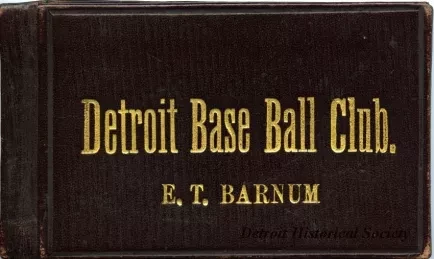 Detroit Base Ball Club.
E. T. BARNUM
Detroit Historical Society